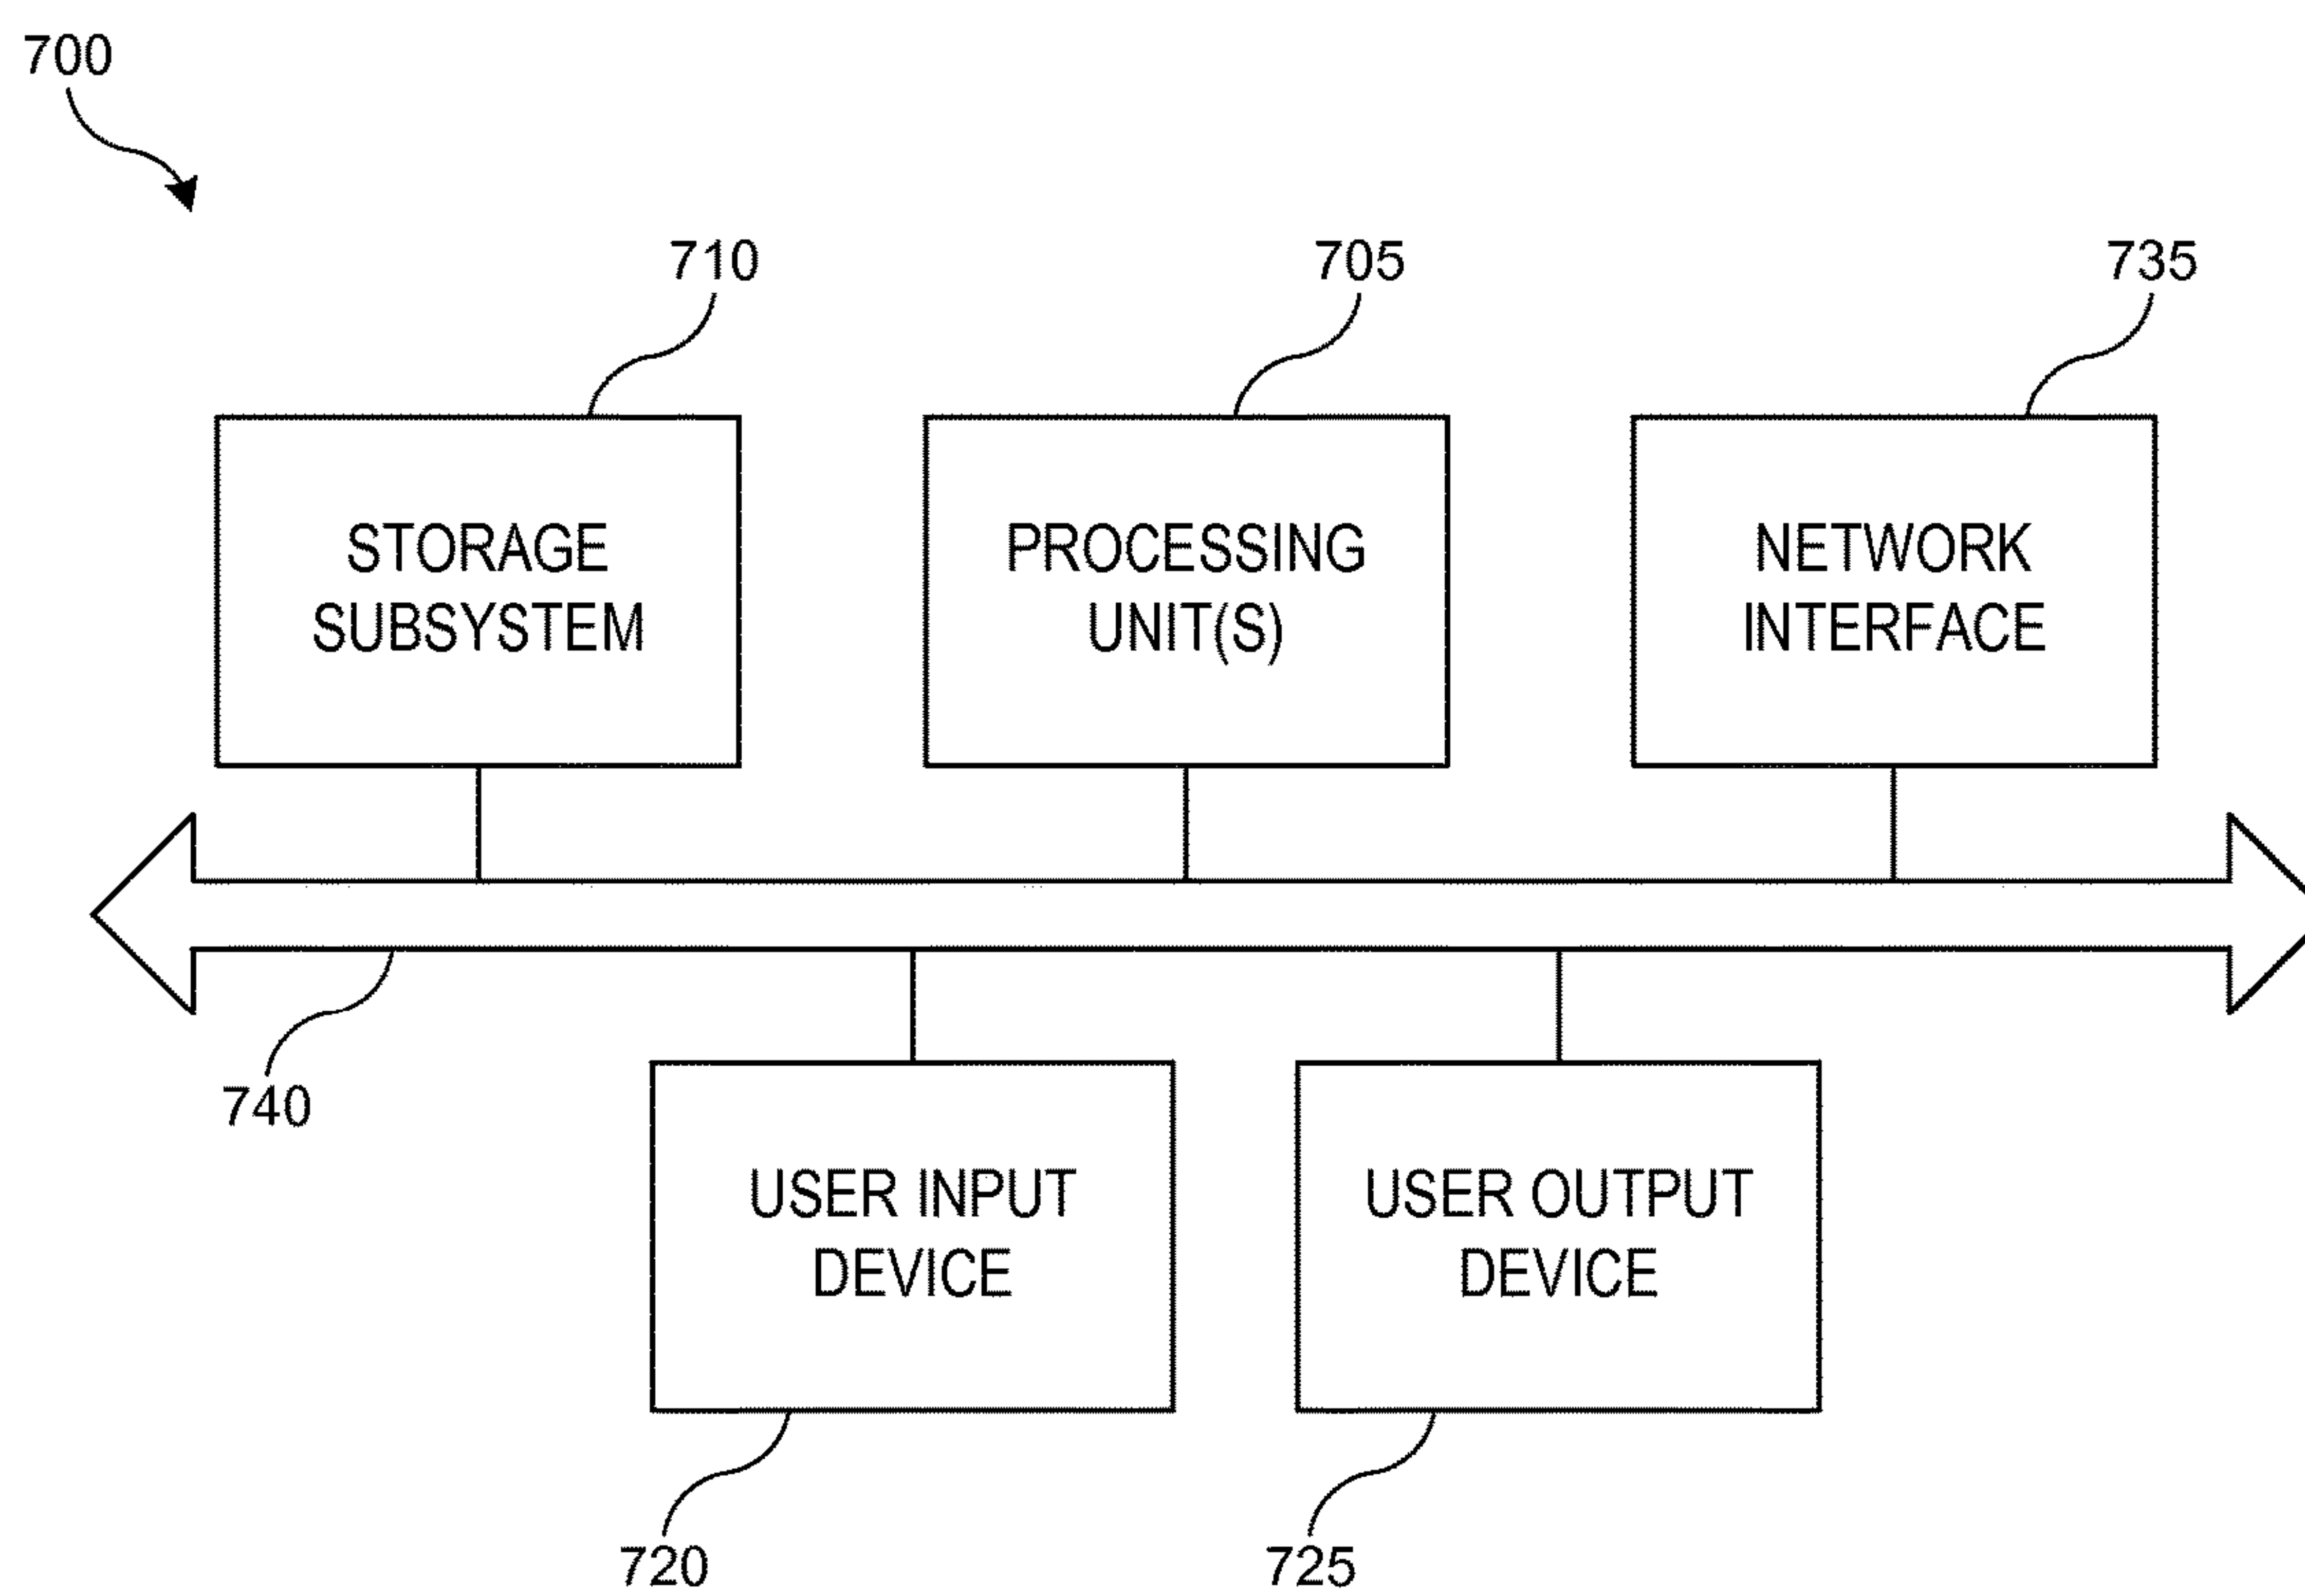 700
710
705
735
STORAGE
SUBSYSTEM
PROCESSING
UNIT(S)
NETWORK
INTERFACE
740
USER INPUT
DEVICE
USER OUTPUT
DEVICE
720
725